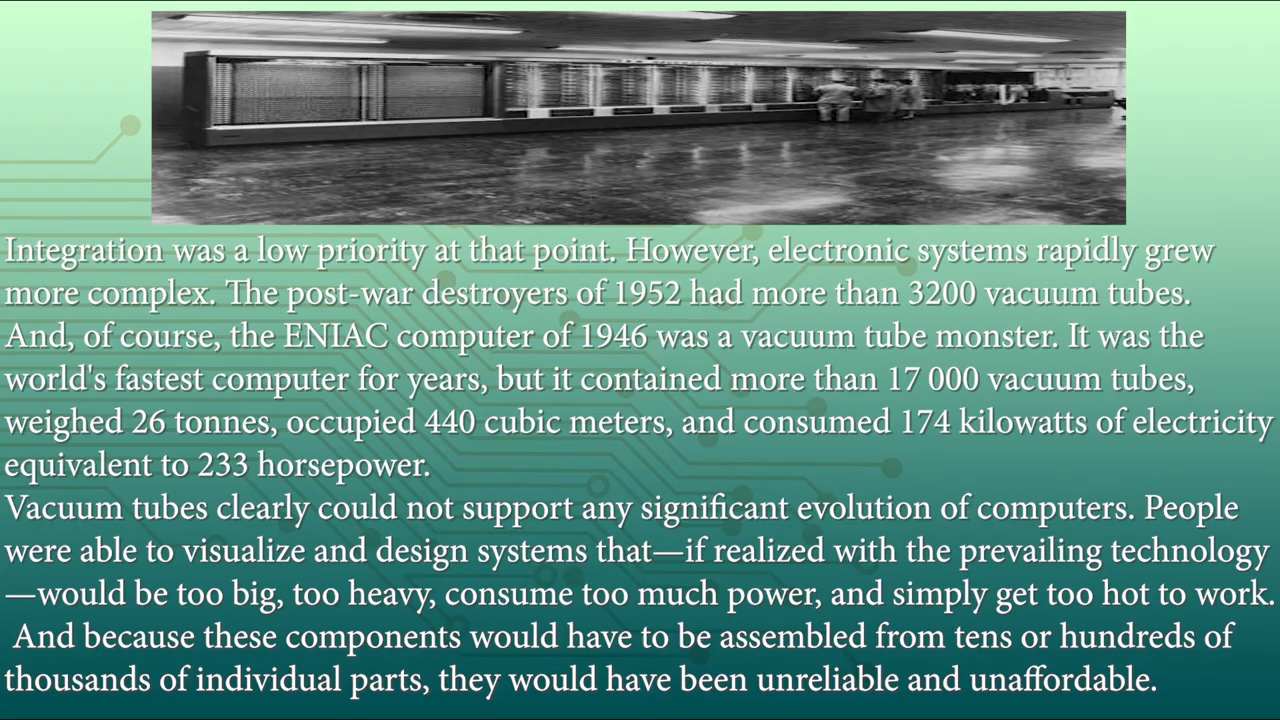 Integration was a low priority at that point. However, electronic systems rapidly grew
more complex. The post-war destroyers of 1952 had more than 3200 vacuum tubes.
And, of course, the ENIAC computer of 1946 was a vacuum tube monster. It was the
world's fastest computer for years, but it contained more than 17 000 vacuum tubes,
weighed 26 tonnes, occupied 440 cubic meters, and consumed 174 kilowatts of electricity
equivalent to 233 horsepower.
Vacuum tubes clearly could not support any significant evolution of computers. People
were able to visualize and design systems that—if realized with the prevailing technology
—would be too big, too heavy, consume too much power, and simply get too hot to work.
And because these components would have to be assembled from tens or hundreds of
thousands of individual parts, they would have been unreliable and unaffordable.